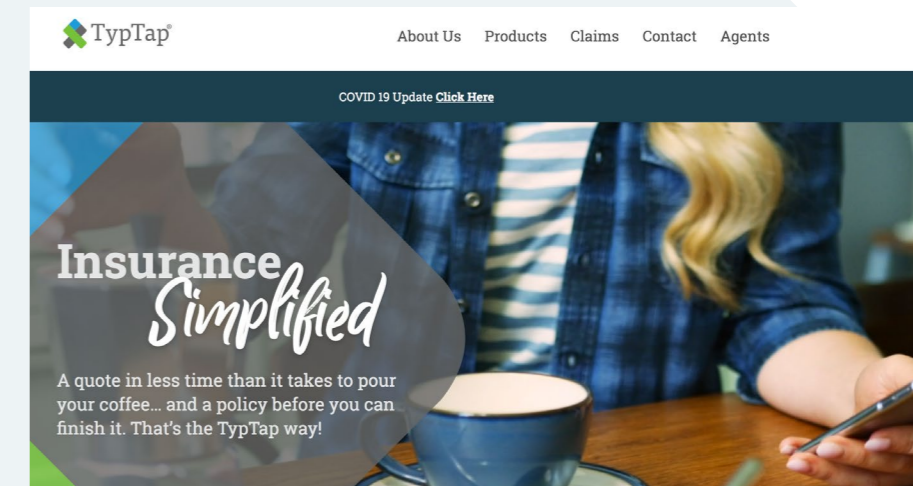 TypTap®
About Us Products Claims Contact Agents
COVID 19 Update Click Here
Insurance
Simplified
A quote in less time than it takes to pour
your coffee... and a policy before you can
finish it. That's the TypTap way!